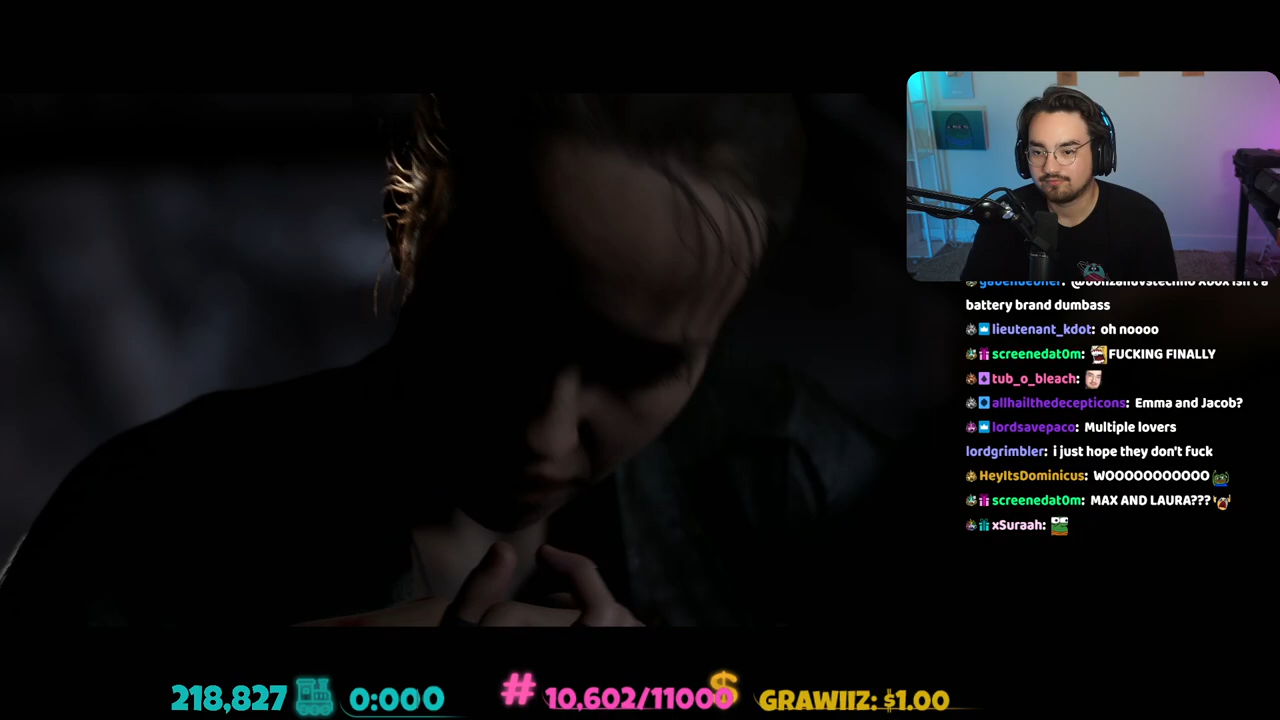 battery brand dumbass
lieutenant_kdot: oh noooo
screenedat0m: FUCKING FINALLY
tub_o_bleach:
allhailthedecepticons: Emma and Jacob?
lordsavepaco: Multiple lovers
lordgrimbler: i just hope they don't fuck
HeyItsDominicus: WOOOOOOOOOOO
screenedat0m: MAX AND LAURA???
xSuraah:
218,827 0:000 # 10,602/11000 $ GRAWIIZ: $1.00